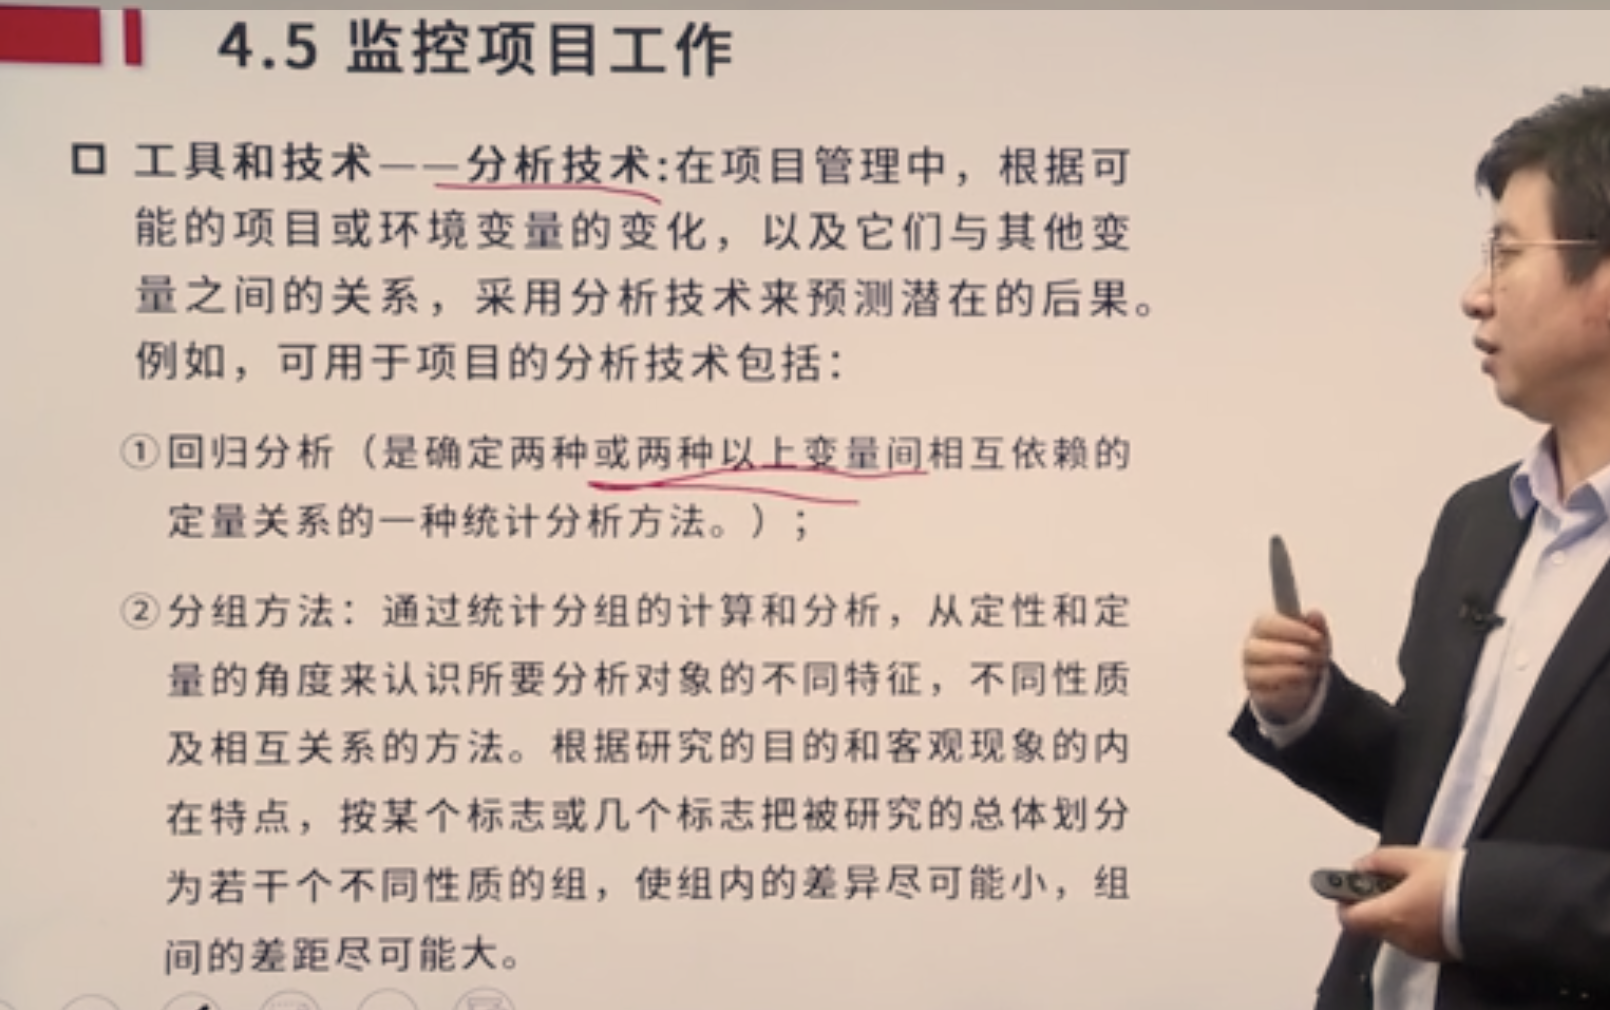 4.5 监控项目工作
工具和技术——分析技术:在项目管理中，根据可
能的项目或环境变量的变化，以及它们与其他变
量之间的关系，采用分析技术来预测潜在的后果。
例如，可用于项目的分析技术包括：
①回归分析（是确定两种或两种以上变量间相互依赖的
定量关系的一种统计分析方法。）；
②分组方法：通过统计分组的计算和分析，从定性和定
量的角度来认识所要分析对象的不同特征，不同性质
及相互关系的方法。根据研究的目的和客观现象的内
在特点，按某个标志或几个标志把被研究的总体划分
为若干个不同性质的组，使组内的差异尽可能小，组
间的差距尽可能大。